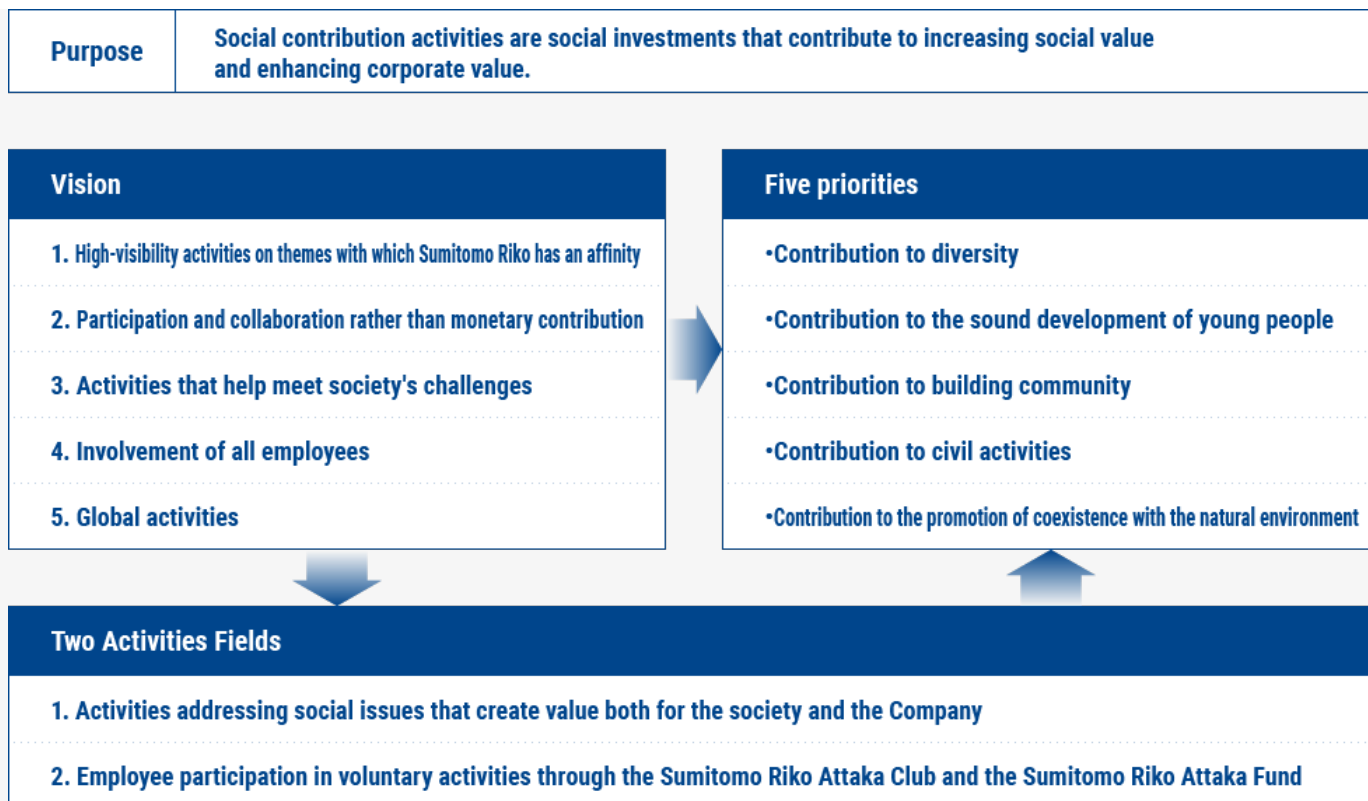 Purpose
Social contribution activities are social investments that contribute to increasing social value
and enhancing corporate value.
Vision
1. High-visibility activities on themes with which Sumitomo Riko has an affinity
2. Participation and collaboration rather than monetary contribution
3. Activities that help meet society's challenges
4. Involvement of all employees
5. Global activities
Five priorities
•Contribution to diversity
•Contribution to the sound development of young people
•Contribution to building community
•Contribution to civil activities
•Contribution to the promotion of coexistence with the natural environment
Two Activities Fields
1. Activities addressing social issues that create value both for the society and the Company
2. Employee participation in voluntary activities through the Sumitomo Riko Attaka Club and the Sumitomo Riko Attaka Fund